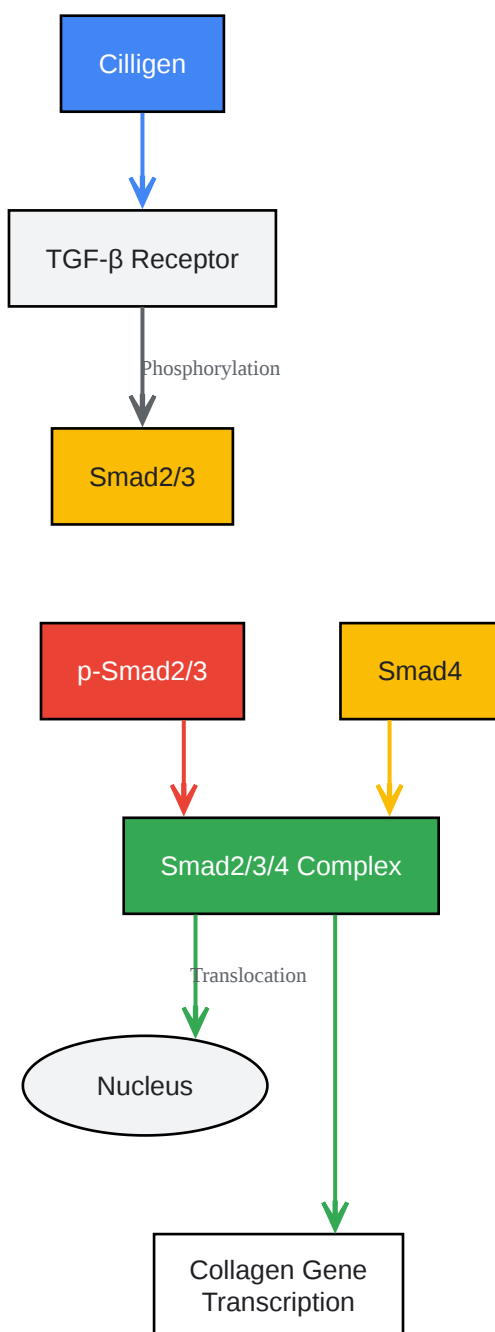 Cilligen
TGF-β Receptor
Phosphorylation
Smad2/3
p-Smad2/3
Smad4
Smad2/3/4 Complex
Translocation
Nucleus
Collagen Gene
Transcription